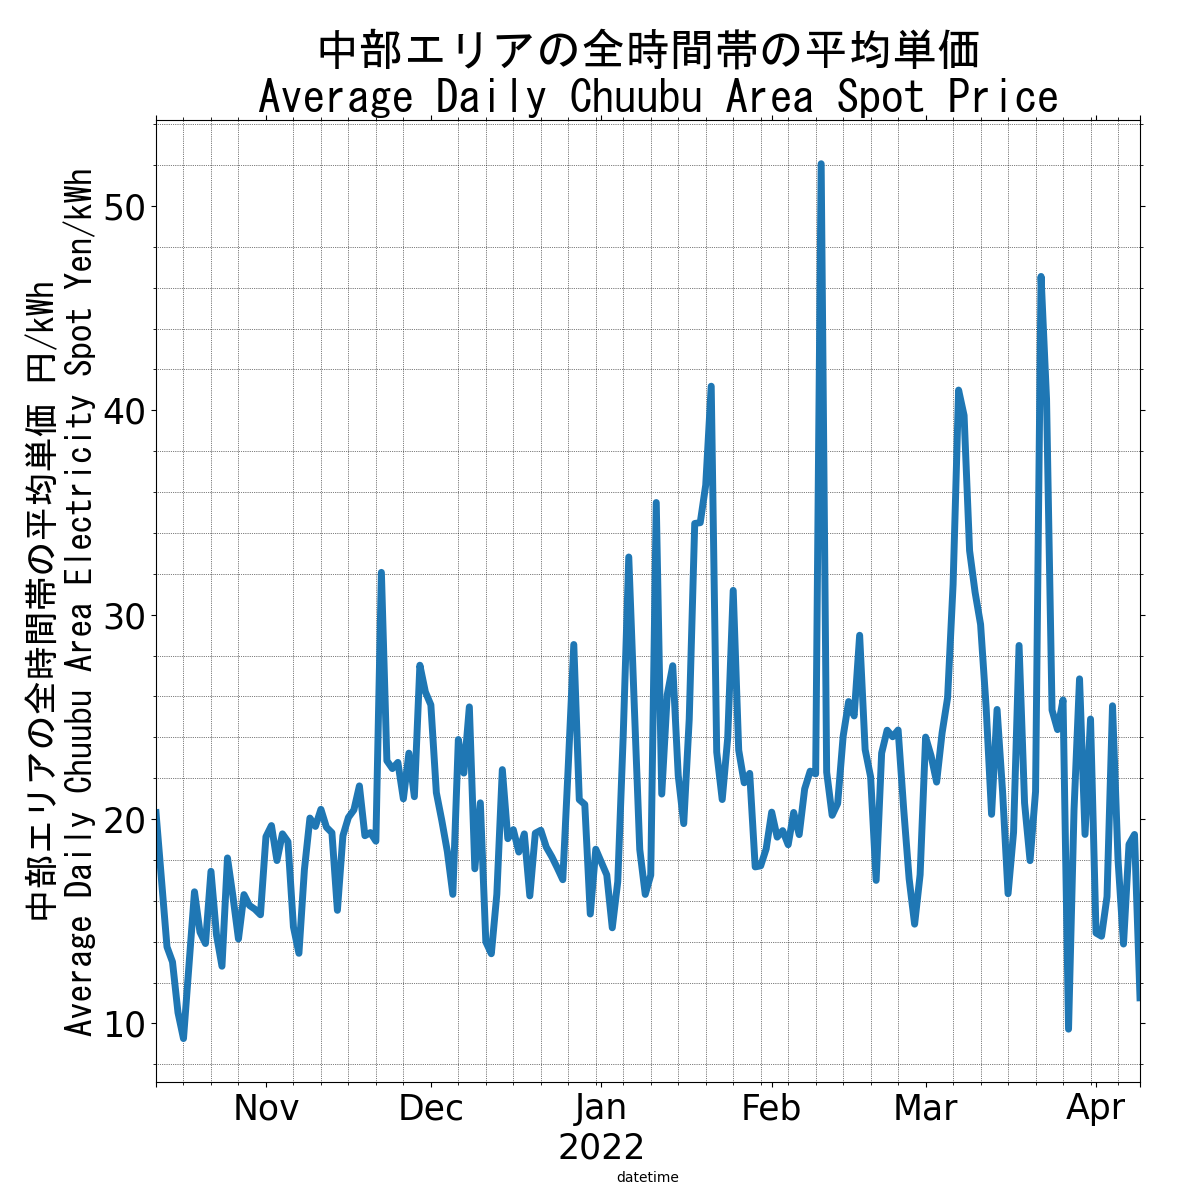 中部エリアの全時間帯の平均単価
Average Daily Chuubu Area Spot Price
中部エリアの全時間帯の平均単価 円/kWh
Average Daily Chuubu Area Electricity Spot Yen/kWh
50
40
30
20
10
Nov Dec Jan Feb Mar Apr
2022
datetime